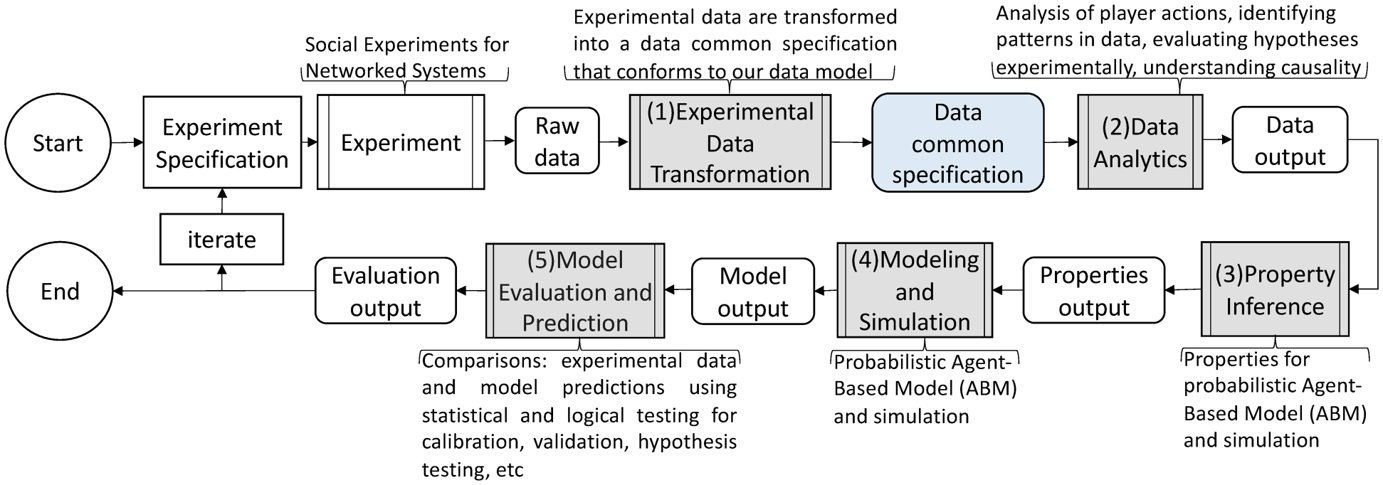 Social Experiments for
Networked Systems
Experimental data are transformed
into a data common specification
that conforms to our data model
Analysis of player actions, identifying
patterns in data, evaluating hypotheses
experimentally, understanding causality
Start
Experiment
Specification
Experiment
Raw
data
(1)Experimental
Data
Transformation
Data
common
specification
(2)Data
Analytics
Data
output
iterate
End
Evaluation
output
(5)Model
Evaluation and
Prediction
Model
output
(4)Modeling
and
Simulation
Properties
output
(3)Property
Inference
Comparisons: experimental data
and model predictions using
statistical and logical testing for
calibration, validation, hypothesis
testing, etc
Probabilistic Agent-
Based Model (ABM)
and simulation
Properties for
probabilistic Agent-
Based Model (ABM)
and simulation